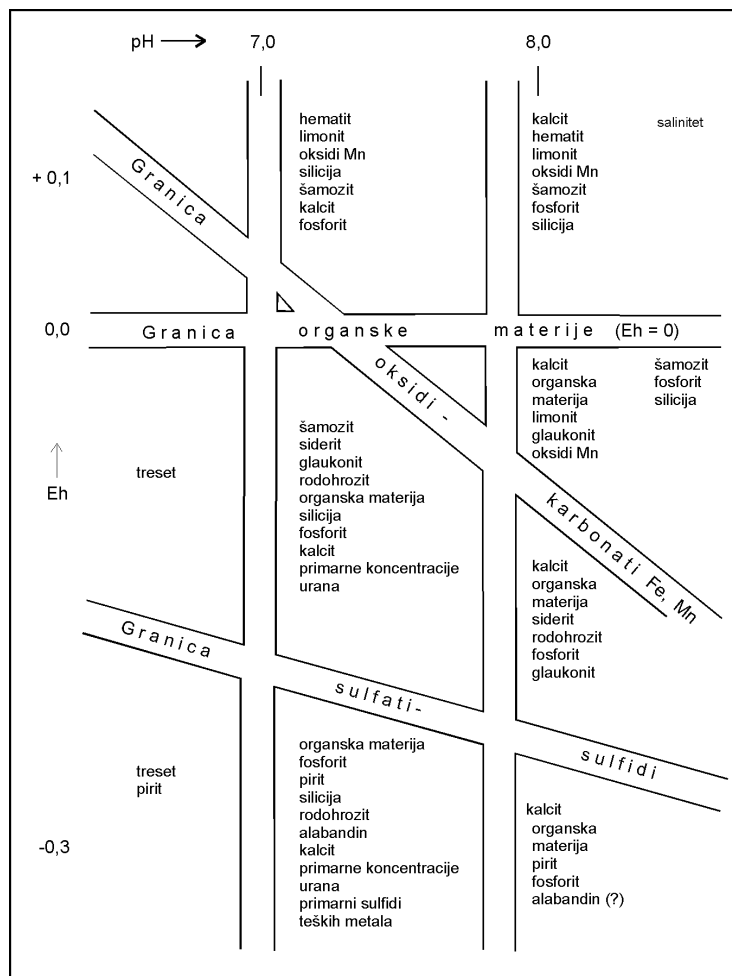 pH
7,0
8,0
hematit
limonit
oksidi Mn
silicija
šamozit
kalcit
fosforit
kalcit
hematit
limonit
oksidi Mn
šamozit
fosforit
silicija
salinitet
+ 0,1
Granica
0,0
Granica organske materije (Eh = 0)
oksidi - karbonati Fe, Mn
kalcit
organska
materija
limonit
glaukonit
oksidi Mn
šamozit
fosforit
silicija
Eh
treset
šamozit
siderit
glaukonit
rodohrozit
organska materija
silicija
fosforit
kalcit
primarne koncentracije
urana
kalcit
organska
materija
siderit
rodohrozit
fosforit
glaukonit
Granica sulfati- sulfidi
treset
pirit
-0,3
organska materija
fosforit
pirit
silicija
rodohrozit
alabandin
kalcit
primarne koncentracije
urana
primarni sulfidi
teških metala
kalcit
organska
materija
pirit
fosforit
alabandin (?)